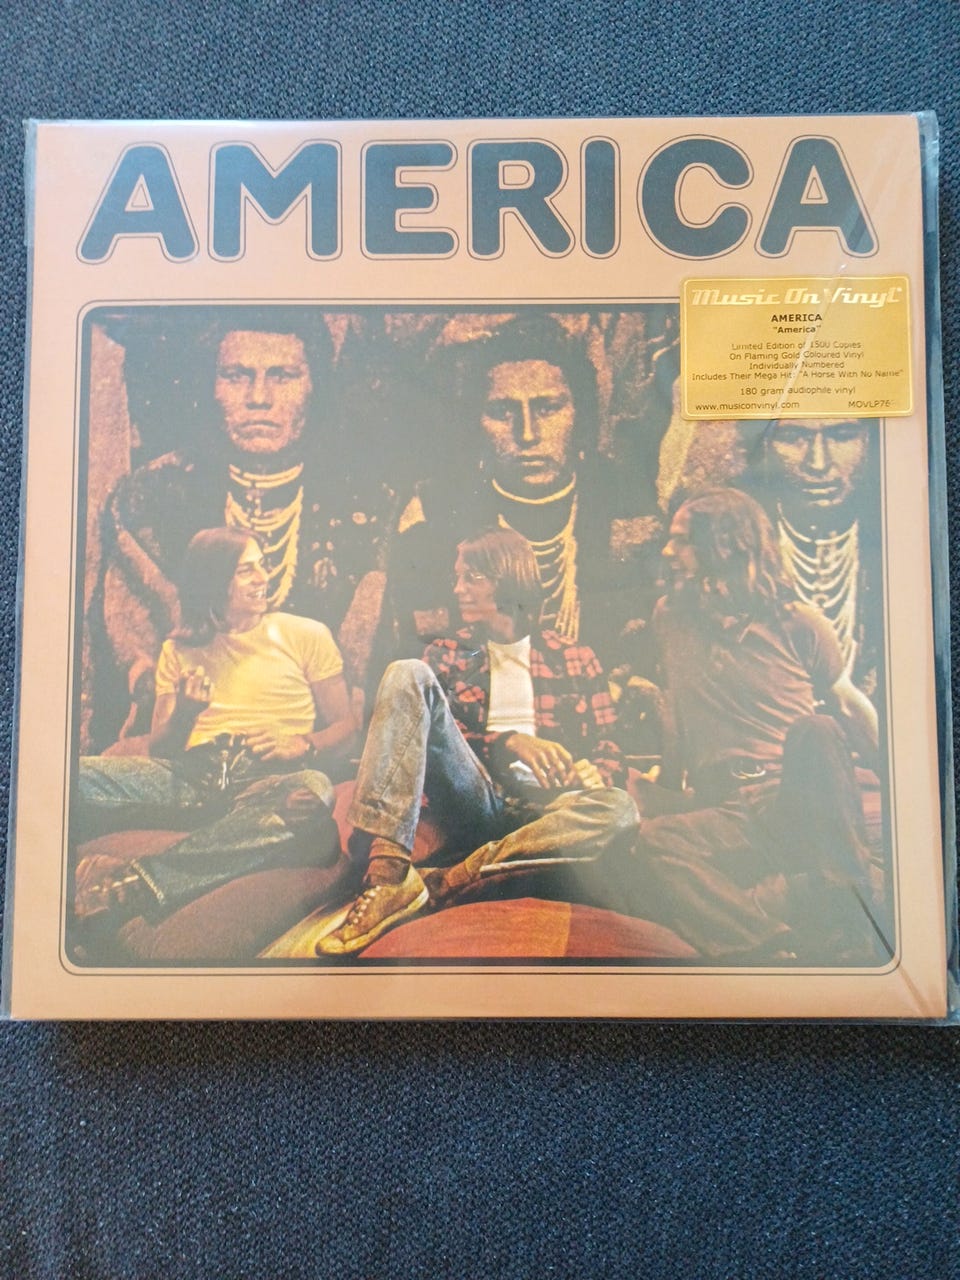 AMERICA
Music On Vinyl
AMERICA
"America"
Limited Edition of 1500 Copies
On Flaming Gold Coloured Vinyl
Individually Numbered
Includes Their Mega Hit: "A Horse With No Name"
180 gram audiophile vinyl
www.musiconvinyl.com